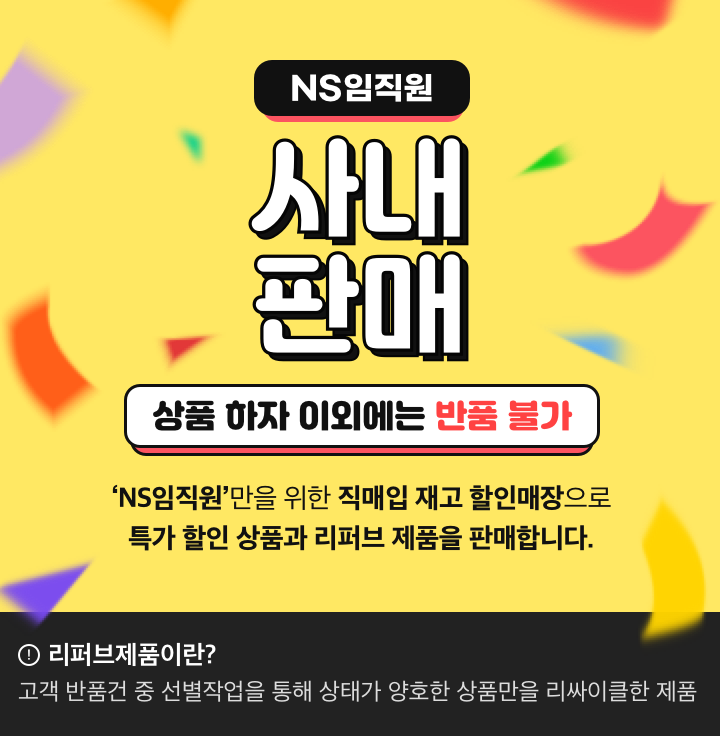 NS임직원
사내
판매
상품 하자 이외에는 반품 불가
‘NS임직원’만을 위한 직매입 재고 할인매장으로
특가 할인 상품과 리퍼브 제품을 판매합니다.
리퍼브제품이란?
고객 반품건 중 선별작업을 통해 상태가 양호한 상품만을 리싸이클한 제품